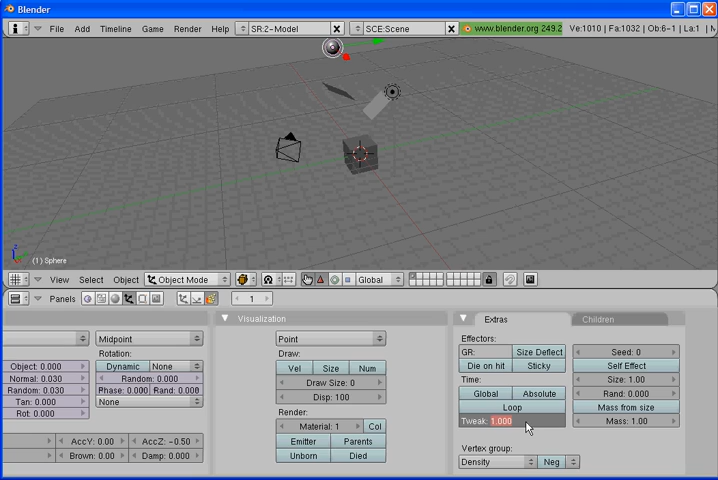 Blender
File Add Timeline Game Render Help SR:2-Model SCE:Scene www.blender.org 249.2 Ve:1010 | Fa:1032 | Ob:6-1 | La:1 | M
z
(1) Sphere
View Select Object Object Mode Global
Panels 1
Midpoint
Rotation:
Dynamic None
Object: 0.000
Normal: 0.030
Random: 0.030
Tan: 0.000
Rot: 0.000
Random: 0.000
Phase: 0.000 Rand: 0.000
None
AccY: 0.00 AccZ: -0.50
Brown: 0.00 Damp: 0.000
Visualization
Point
Draw:
Vel Size Num
Draw Size: 0
Disp: 100
Render:
Material: 1 Col
Emitter Parents
Unborn Died
Extras Children
Effectors:
GR: Size Deflect
Die on hit Sticky
Time:
Global Absolute
Loop
Tweak: 1.000
Seed: 0
Self Effect
Size: 1.00
Rand: 0.000
Mass from size
Mass: 1.00
Vertex group:
Density Neg